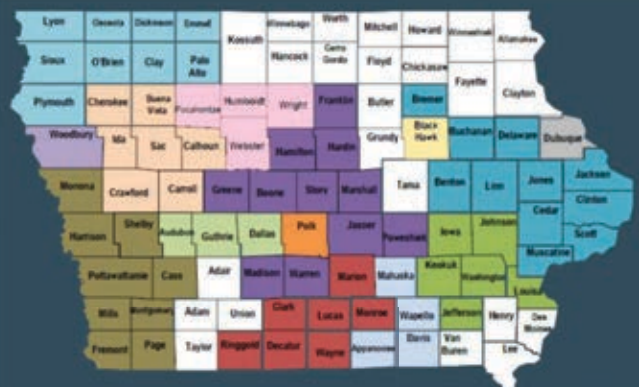 Lyon Osceola Dickinson Emmet Kossuth Winnebago Worth Mitchell Howard Winneshiek Allamakee
Sioux O'Brien Clay Palo Alto Hancock Cerro Gordo Floyd Chickasaw Fayette Clayton
Plymouth Cherokee Buena Vista Pocahontas Humboldt Wright Franklin Butler Bremer
Woodbury Ida Sac Calhoun Webster Hamilton Hardin Grundy Black Hawk Buchanan Delaware Dubuque
Monona Crawford Carroll Greene Boone Story Marshall Tama Benton Linn Jones Jackson
Clinton
Harrison Shelby Audubon Guthrie Dallas Polk Jasper Poweshiek Iowa Johnson Cedar Scott
Muscatine
Pottawattamie Cass Adair Madison Warren Marion Mahaska Keokuk Washington Louisa
Mills Montgomery Adam Union Clark Lucas Monroe Wapello Jefferson Henry Des Moines
Fremont Page Taylor Ringgold Decatur Wayne Appanoose Davis Van Buren Lee